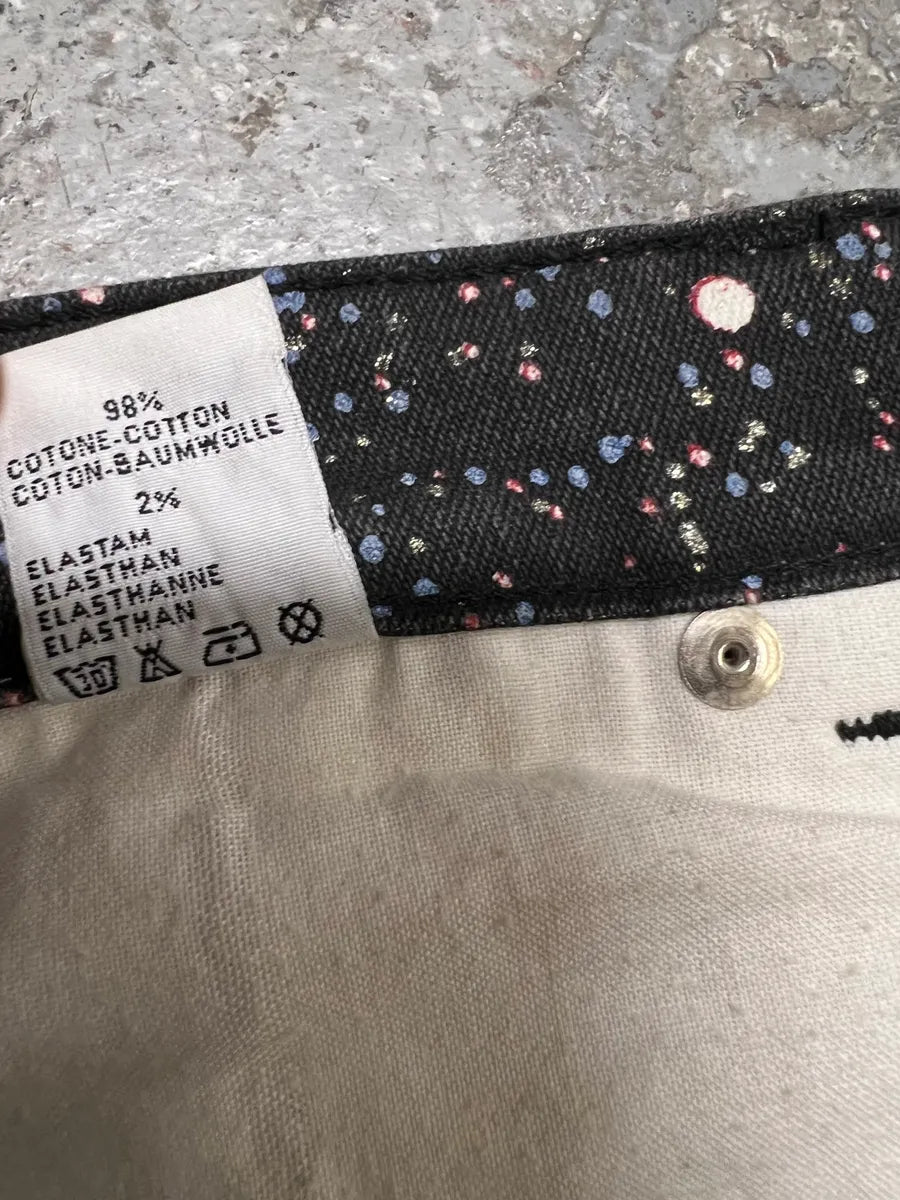 98%
COTONE-COTTON
COTON-BAUMWOLLE
2%
ELASTAM
ELASTHAN
ELASTHANNE
ELASTHAN
30